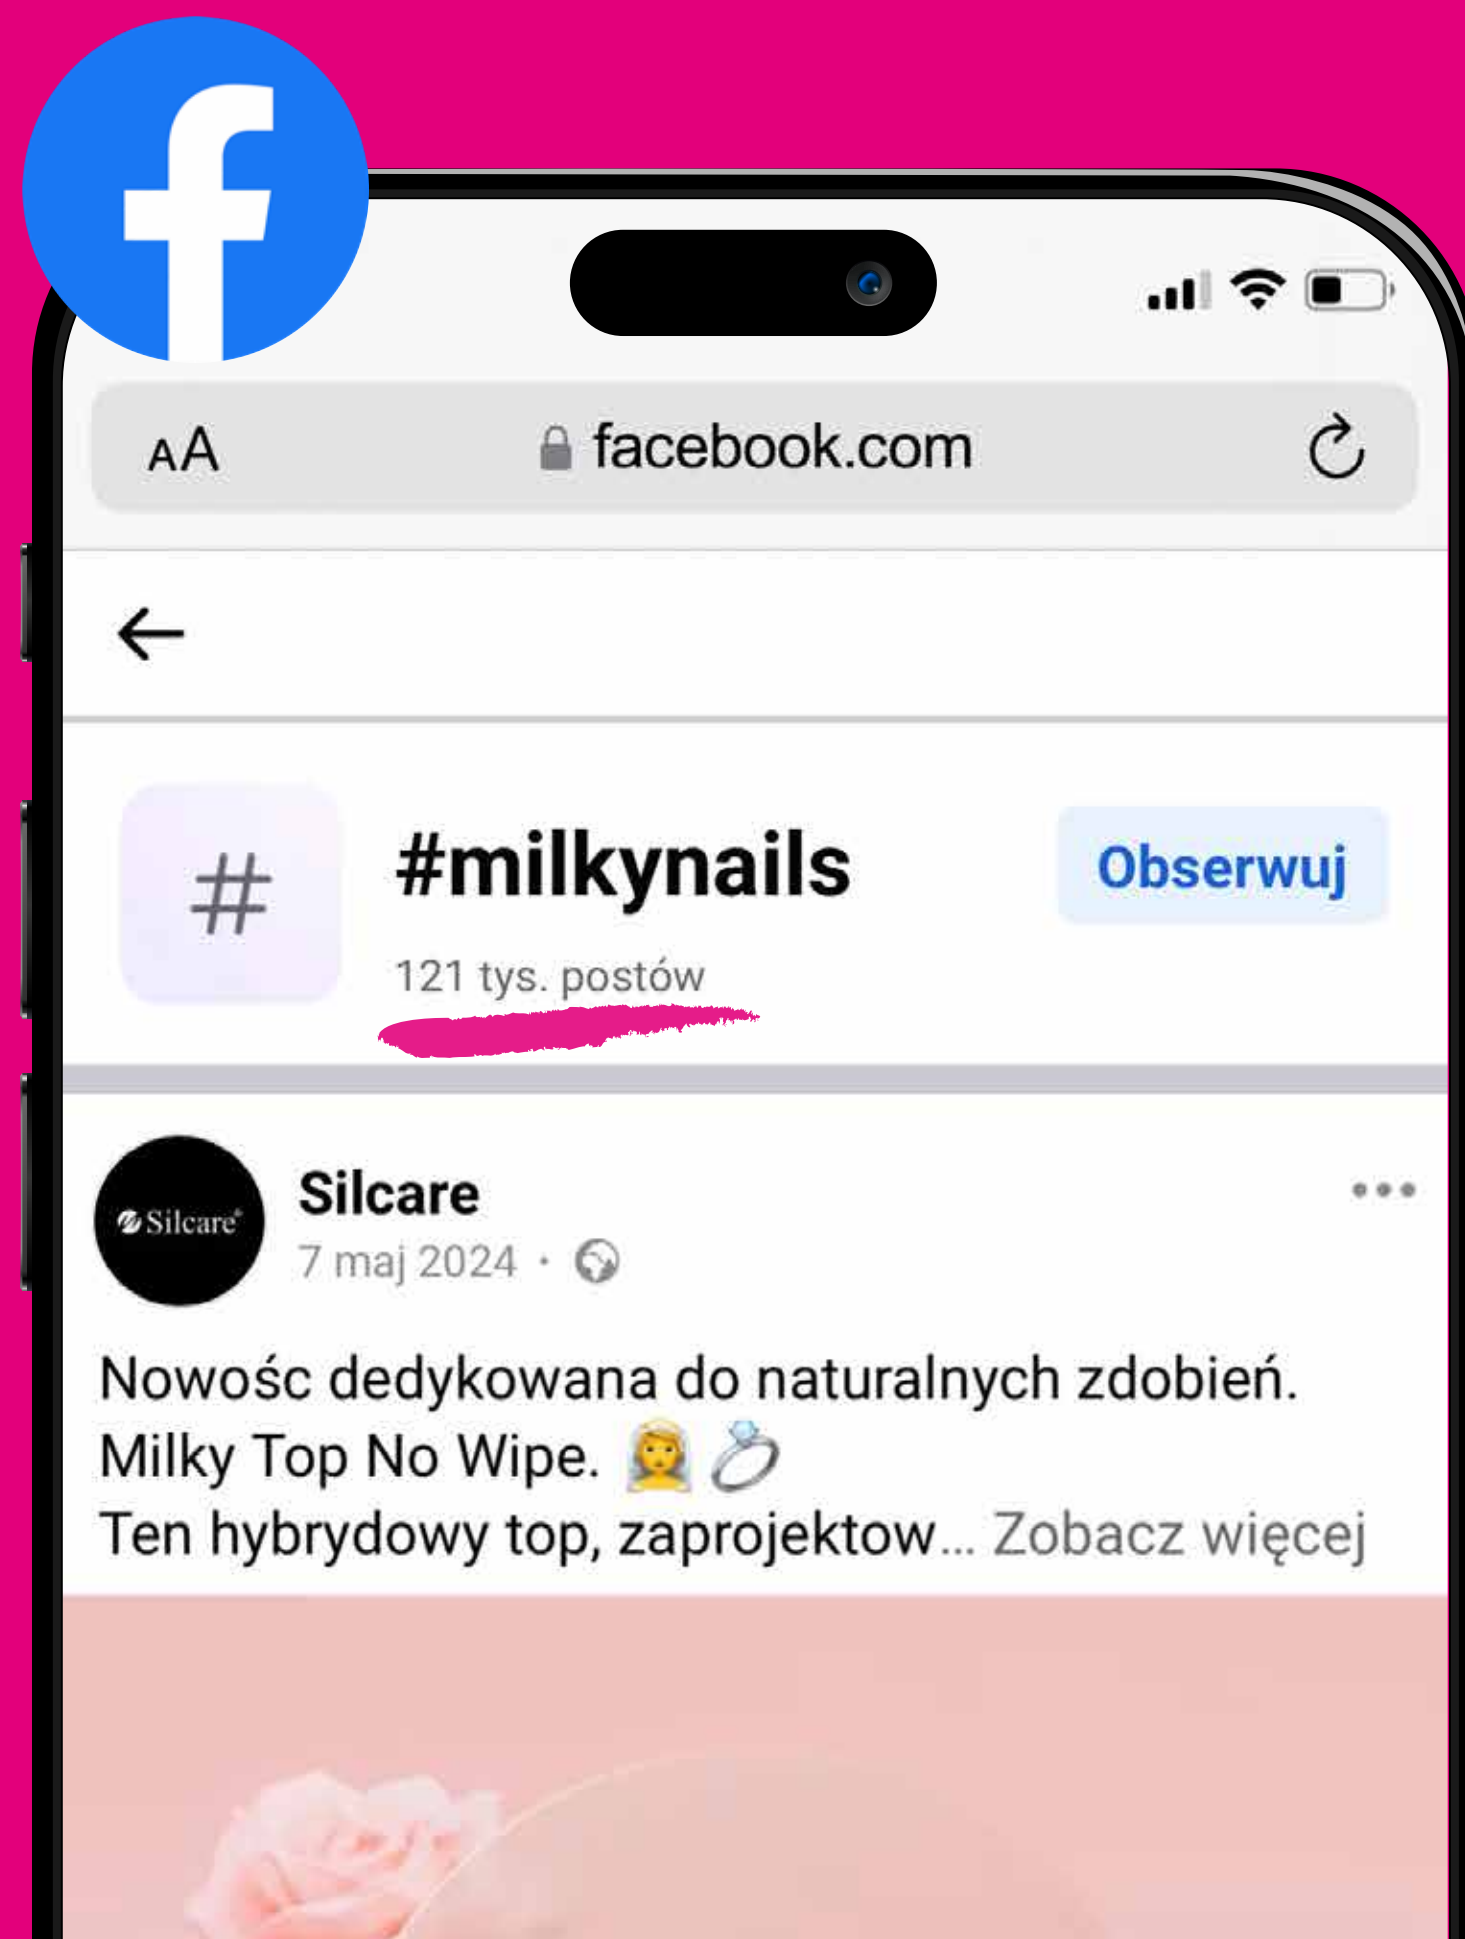 AA facebook.com
#
#milkynails
Obserwuj
121 tys. postów
Silcare
Silcare®
7 maj 2024 ·
Nowośc dedykowana do naturalnych zdobień.
Milky Top No Wipe. 👰💍
Ten hybrydowy top, zaprojektow... Zobacz więcej